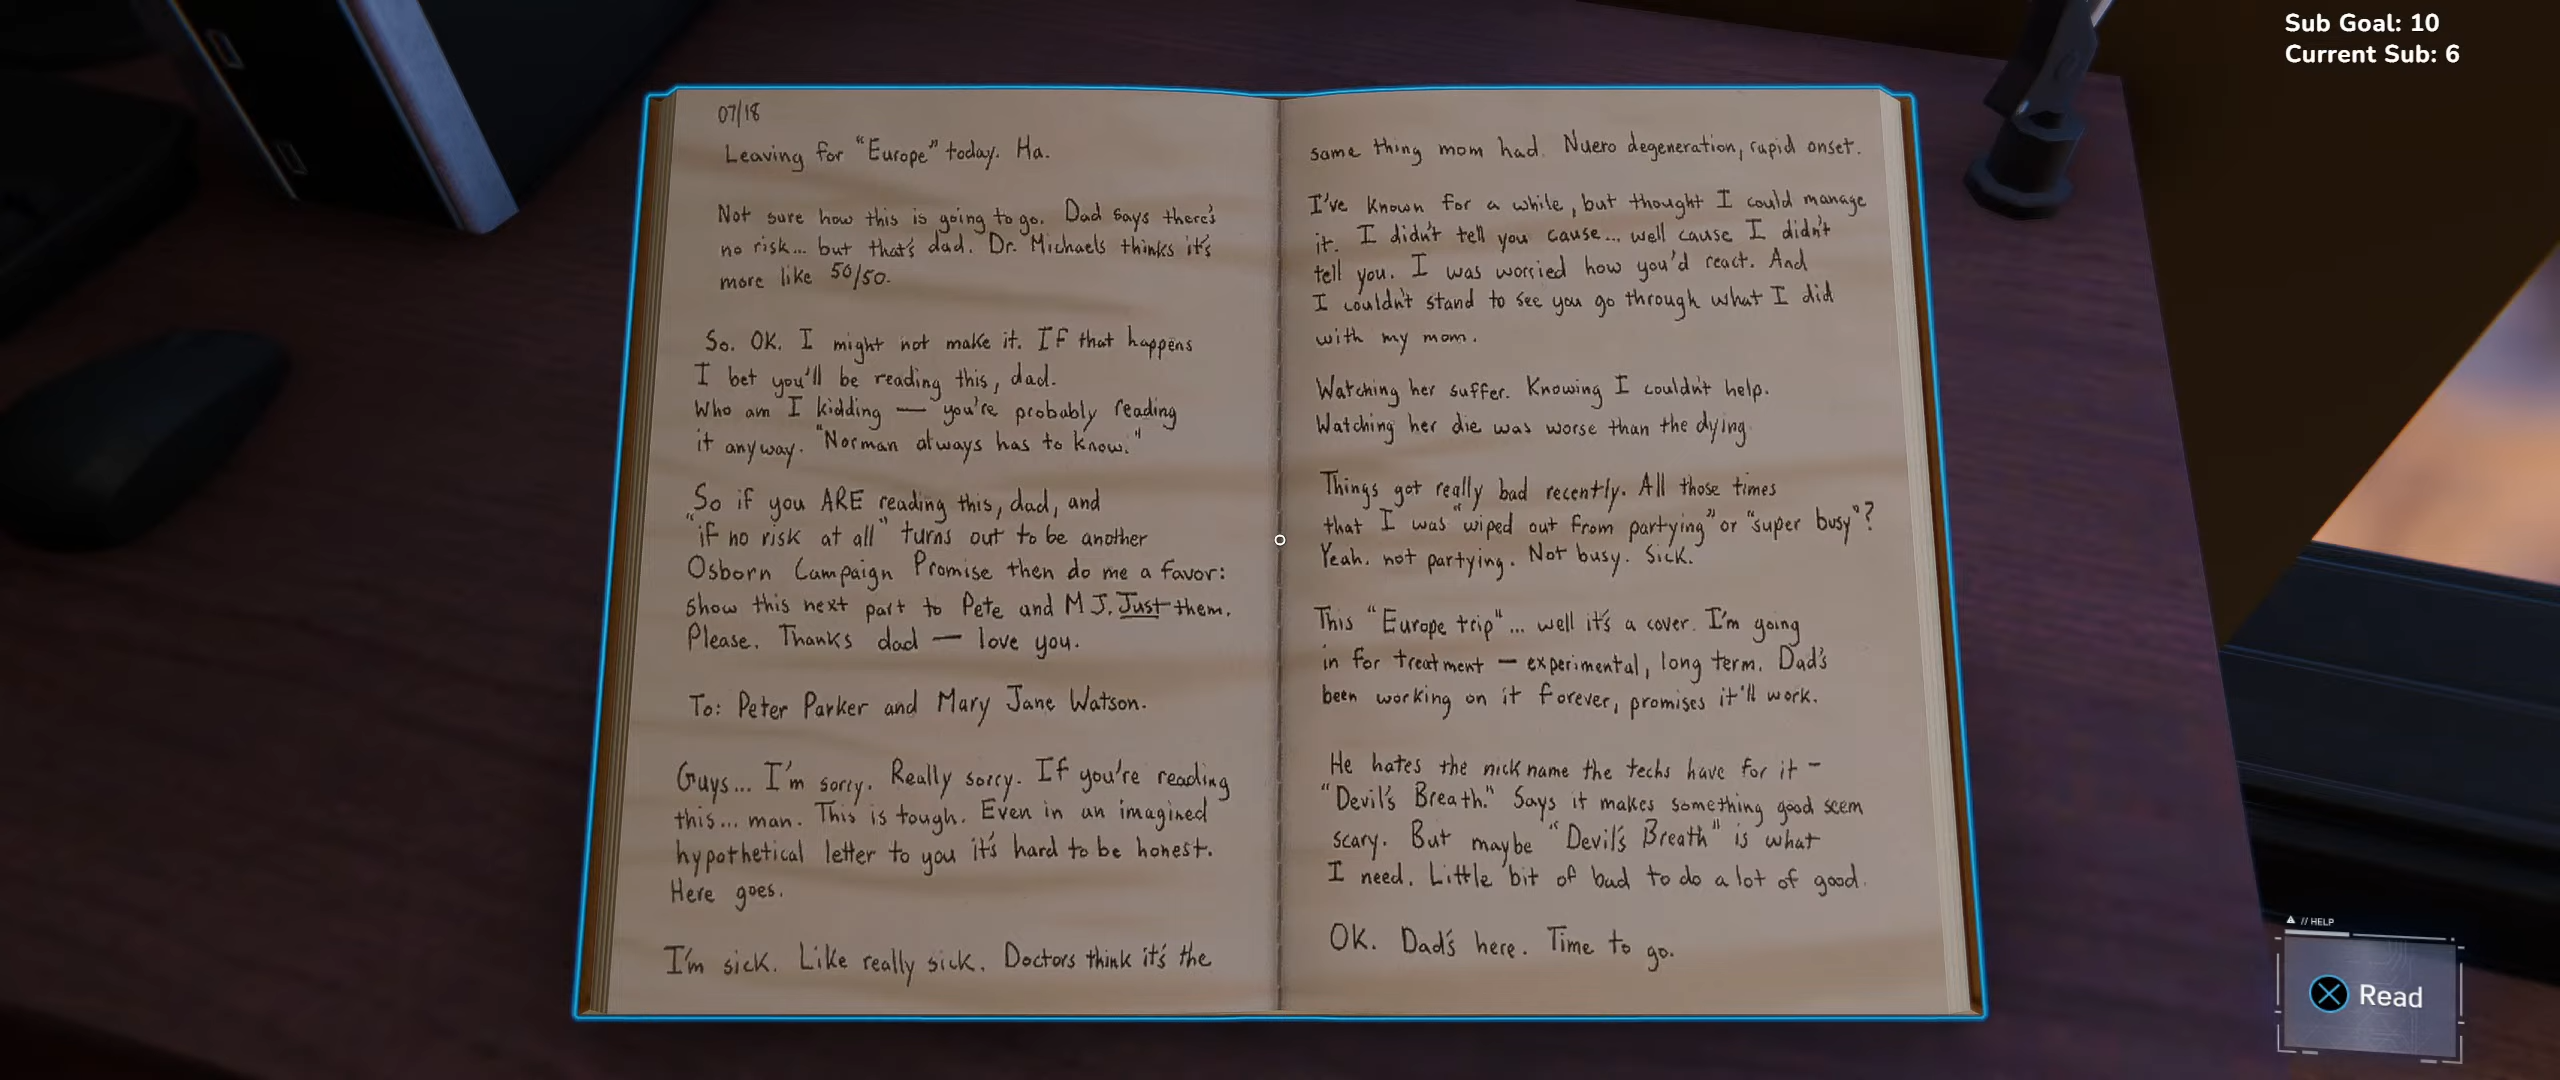 Sub Goal: 10
Current Sub: 6
07/18
Leaving for "Europe" today. Ha.
Not sure how this is going to go. Dad says there's
no risk... but that's dad. Dr. Michaels thinks it's
more like 50/50.
So. OK. I might not make it. If that happens
I bet you'll be reading this, dad.
Who am I kidding — you're probably reading
it anyway. "Norman always has to know."
So if you ARE reading this, dad, and
"if no risk at all" turns out to be another
Osborn Campaign Promise then do me a favor:
show this next part to Pete and MJ. Just them.
Please. Thanks dad — love you.
To: Peter Parker and Mary Jane Watson.
Guys... I'm sorry. Really sorry. If you're reading
this... man. This is tough. Even in an imagined
hypothetical letter to you it's hard to be honest.
Here goes.
I'm sick. Like really sick. Doctors think it's the
same thing mom had. Nuero degeneration, rapid onset.
I've known for a while, but thought I could manage
it. I didn't tell you cause... well cause I didn't
tell you. I was worried how you'd react. And
I couldn't stand to see you go through what I did
with my mom.
Watching her suffer. Knowing I couldn't help.
Watching her die was worse than the dying.
Things got really bad recently. All those times
that I was "wiped out from partying" or "super busy"?
Yeah. not partying. Not busy. Sick.
This "Europe trip"... well it's a cover. I'm going
in for treatment — experimental, long term. Dad's
been working on it forever, promises it'll work.
He hates the nickname the techs have for it -
"Devil's Breath." Says it makes something good seem
scary. But maybe "Devil's Breath" is what
I need. Little bit of bad to do a lot of good.
OK. Dad's here. Time to go.
// HELP
Read